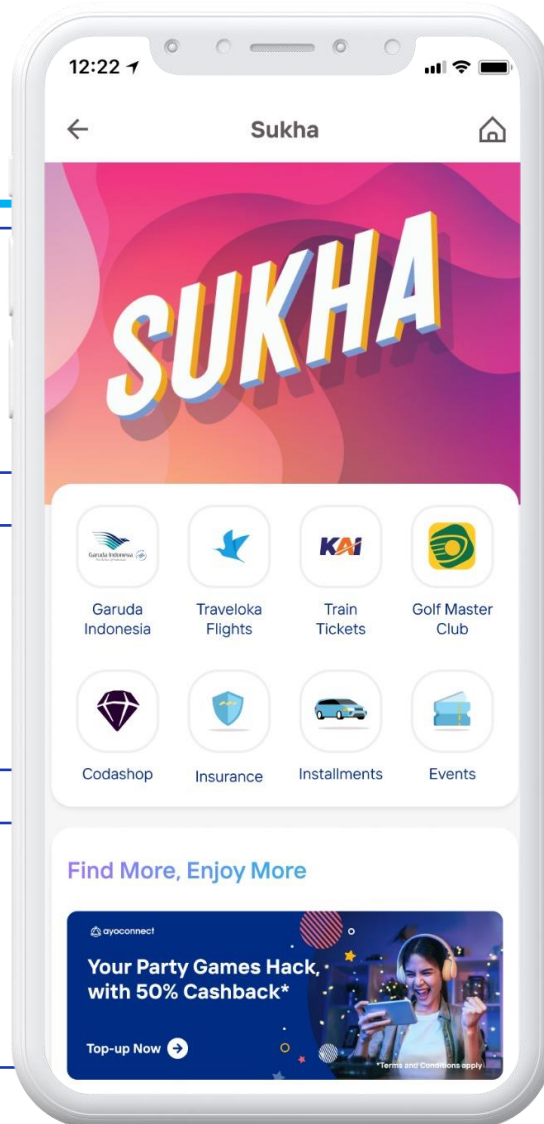 12:22
Sukha
SUKHA
Garuda Indonesia
KAI
Garuda
Indonesia
Traveloka
Flights
Train
Tickets
Golf Master
Club
Codashop
Insurance
Installments
Events
Find More, Enjoy More
ayoconnect
Your Party Games Hack,
with 50% Cashback*
Top-up Now
*Terms and Conditions apply